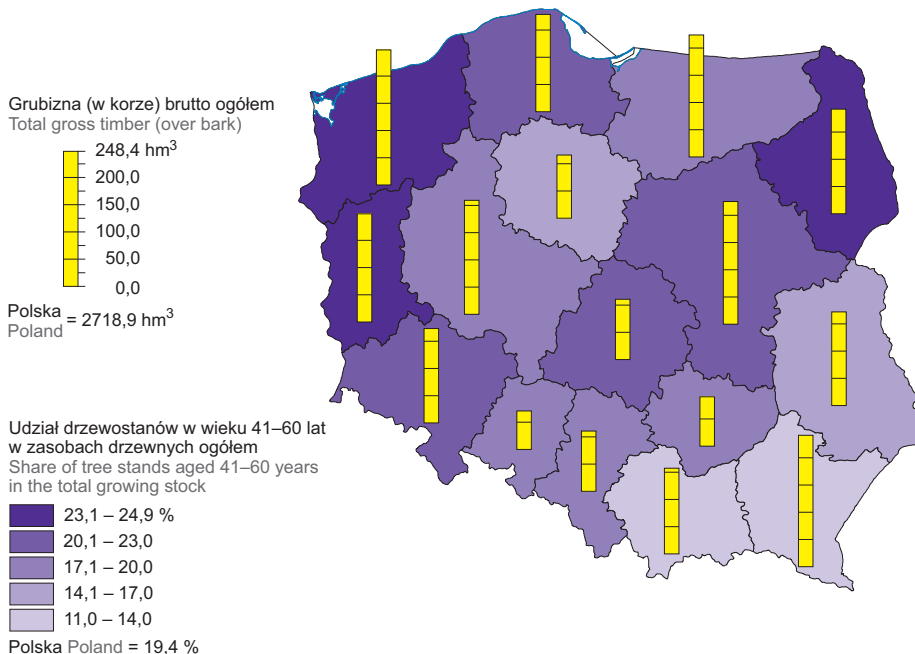 Grubizna (w korze) brutto ogółem
Total gross timber (over bark)
248,4 hm³
200,0
150,0
100,0
50,0
0,0
Polska
Poland = 2718,9 hm³
Udział drzewostanów w wieku 41–60 lat
w zasobach drzewnych ogółem
Share of tree stands aged 41–60 years
in the total growing stock
23,1 – 24,9 %
20,1 – 23,0
17,1 – 20,0
14,1 – 17,0
11,0 – 14,0
Polska Poland = 19,4 %